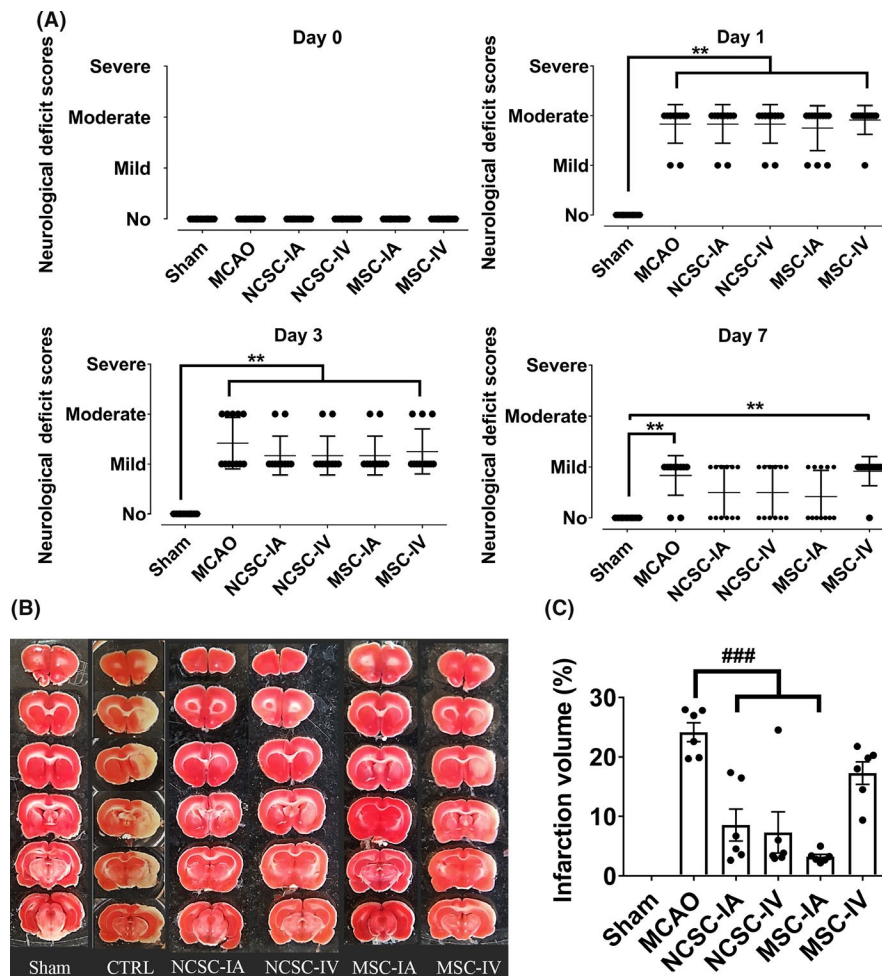 (A)
Day 0
Neurological deficit scores
Severe
Moderate
Mild
No
Sham
MCAO
NCSC-IA
NCSC-IV
MSC-IA
MSC-IV
Day 1
Neurological deficit scores
Severe
Moderate
Mild
No
**
Sham
MCAO
NCSC-IA
NCSC-IV
MSC-IA
MSC-IV
Day 3
Neurological deficit scores
Severe
Moderate
Mild
No
**
Sham
MCAO
NCSC-IA
NCSC-IV
MSC-IA
MSC-IV
Day 7
Neurological deficit scores
Severe
Moderate
Mild
No
**
**
Sham
MCAO
NCSC-IA
NCSC-IV
MSC-IA
MSC-IV
(B)
Sham CTRL NCSC-IA NCSC-IV MSC-IA MSC-IV
(C)
Infarction volume (%)
###
30
20
10
0
Sham
MCAO
NCSC-IA
NCSC-IV
MSC-IA
MSC-IV